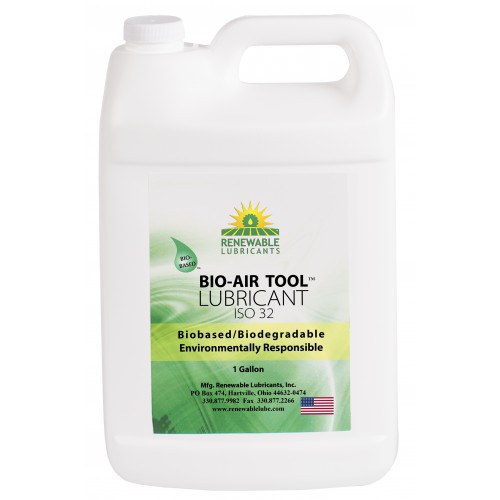 RENEWABLE
LUBRICANTS
BIO-
BASED
™
BIO-AIR TOOL™
LUBRICANT
ISO 32
Biobased/Biodegradable
Environmentally Responsible
1 Gallon
Mfg. Renewable Lubricants, Inc.
PO Box 474, Hartville, Ohio 44632-0474
330.877.9982 Fax 330.877.2266
www.renewablelube.com